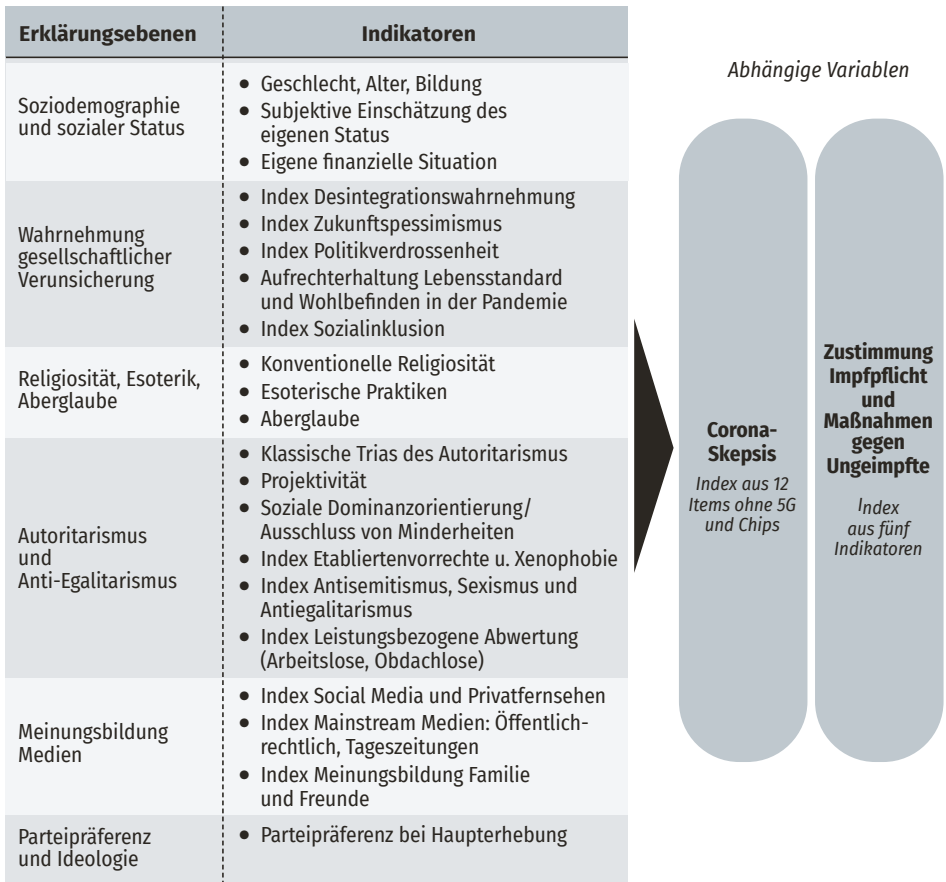 Erklärungsebenen
Indikatoren
Soziodemographie
und sozialer Status
• Geschlecht, Alter, Bildung
• Subjektive Einschätzung des
eigenen Status
• Eigene finanzielle Situation
Wahrnehmung
gesellschaftlicher
Verunsicherung
• Index Desintegrationswahrnehmung
• Index Zukunftspessimismus
• Index Politikverdrossenheit
• Aufrechterhaltung Lebensstandard
und Wohlbefinden in der Pandemie
• Index Sozialinklusion
Religiosität, Esoterik,
Aberglaube
• Konventionelle Religiosität
• Esoterische Praktiken
• Aberglaube
Autoritarismus
und
Anti-Egalitarismus
• Klassische Trias des Autoritarismus
• Projektivität
• Soziale Dominanzorientierung/
Ausschluss von Minderheiten
• Index Etabliertenvorrechte u. Xenophobie
• Index Antisemitismus, Sexismus und
Antiegalitarismus
• Index Leistungsbezogene Abwertung
(Arbeitslose, Obdachlose)
Meinungsbildung
Medien
• Index Social Media und Privatfernsehen
• Index Mainstream Medien: Öffentlich-
rechtlich, Tageszeitungen
• Index Meinungsbildung Familie
und Freunde
Parteipräferenz
und Ideologie
• Parteipräferenz bei Haupterhebung
Abhängige Variablen
Corona-
Skepsis
Index aus 12
Items ohne 5G
und Chips
Zustimmung
Impfpflicht
und
Maßnahmen
gegen
Ungeimpfte
Index
aus fünf
Indikatoren